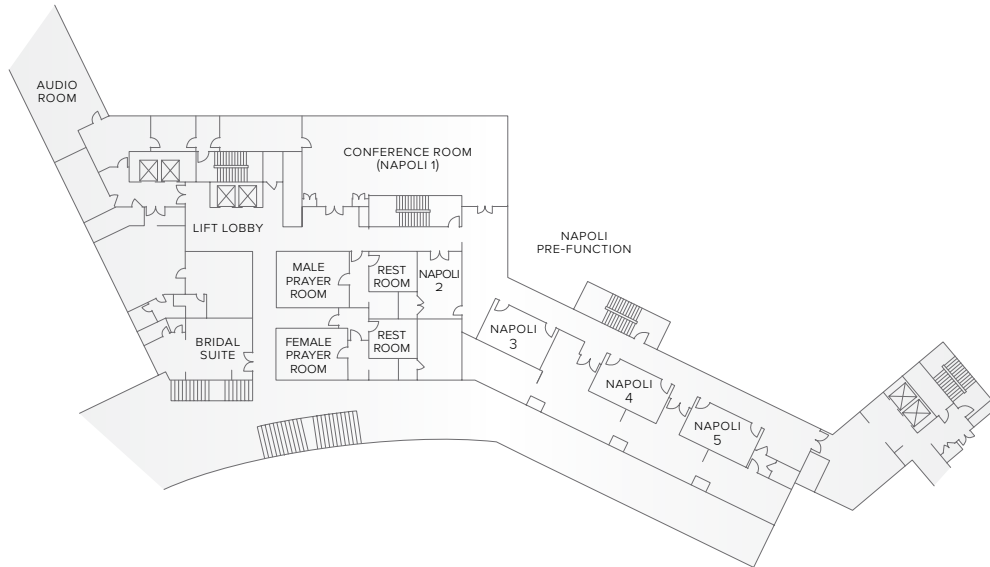 AUDIO
ROOM
CONFERENCE ROOM
(NAPOLI 1)
LIFT LOBBY
NAPOLI
PRE-FUNCTION
MALE
PRAYER
ROOM
REST
ROOM
NAPOLI
2
NAPOLI
3
BRIDAL
SUITE
FEMALE
PRAYER
ROOM
REST
ROOM
NAPOLI
4
NAPOLI
5